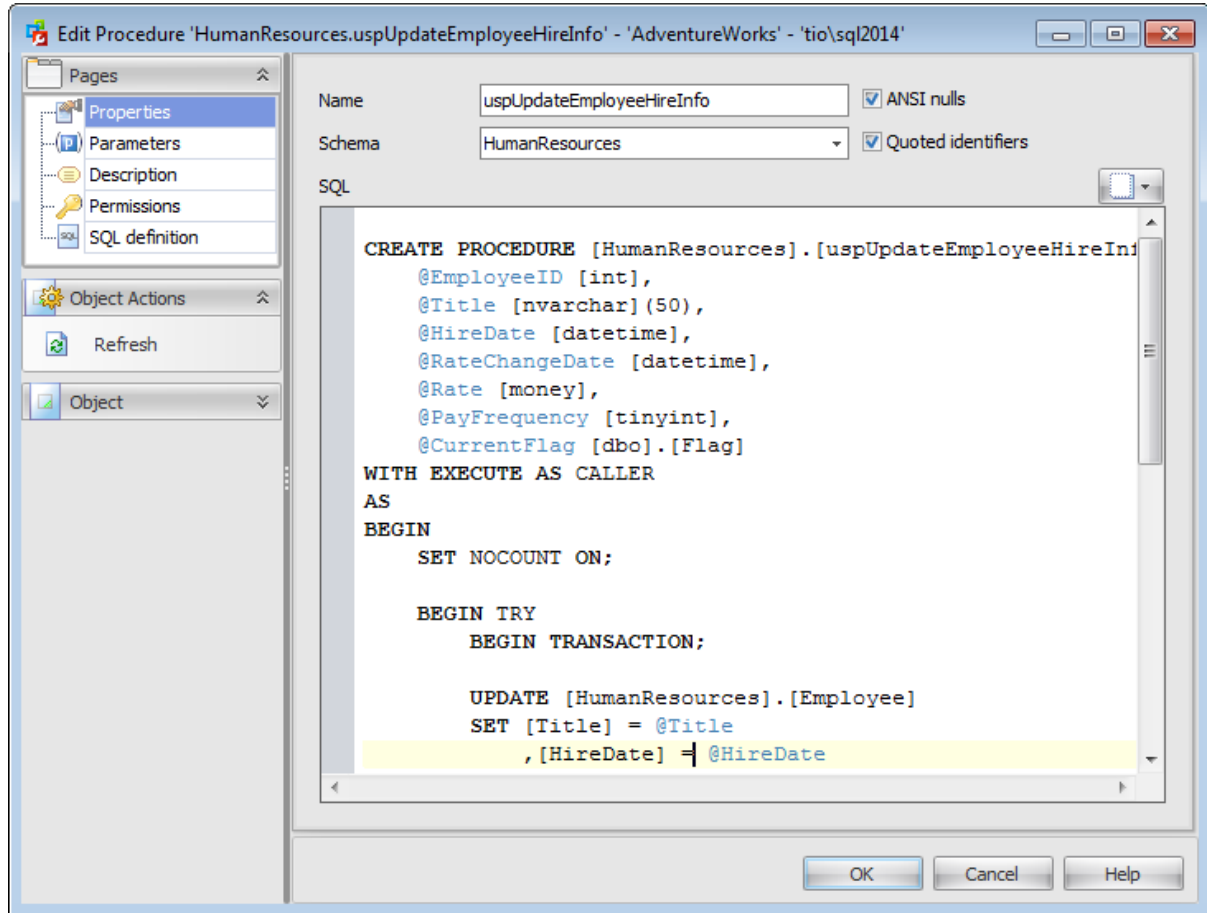 Edit Procedure 'HumanResources.uspUpdateEmployeeHireInfo' - 'AdventureWorks' - 'tio\sql2014'
Pages
Properties
Parameters
Description
Permissions
SQL definition
Object Actions
Refresh
Object
Name uspUpdateEmployeeHireInfo ANSI nulls
Schema HumanResources Quoted identifiers
SQL
CREATE PROCEDURE [HumanResources].[uspUpdateEmployeeHireInf
@EmployeeID [int],
@Title [nvarchar](50),
@HireDate [datetime],
@RateChangeDate [datetime],
@Rate [money],
@PayFrequency [tinyint],
@CurrentFlag [dbo].[Flag]
WITH EXECUTE AS CALLER
AS
BEGIN
SET NOCOUNT ON;
BEGIN TRY
BEGIN TRANSACTION;
UPDATE [HumanResources].[Employee]
SET [Title] = @Title
,[HireDate] = @HireDate
OK Cancel Help